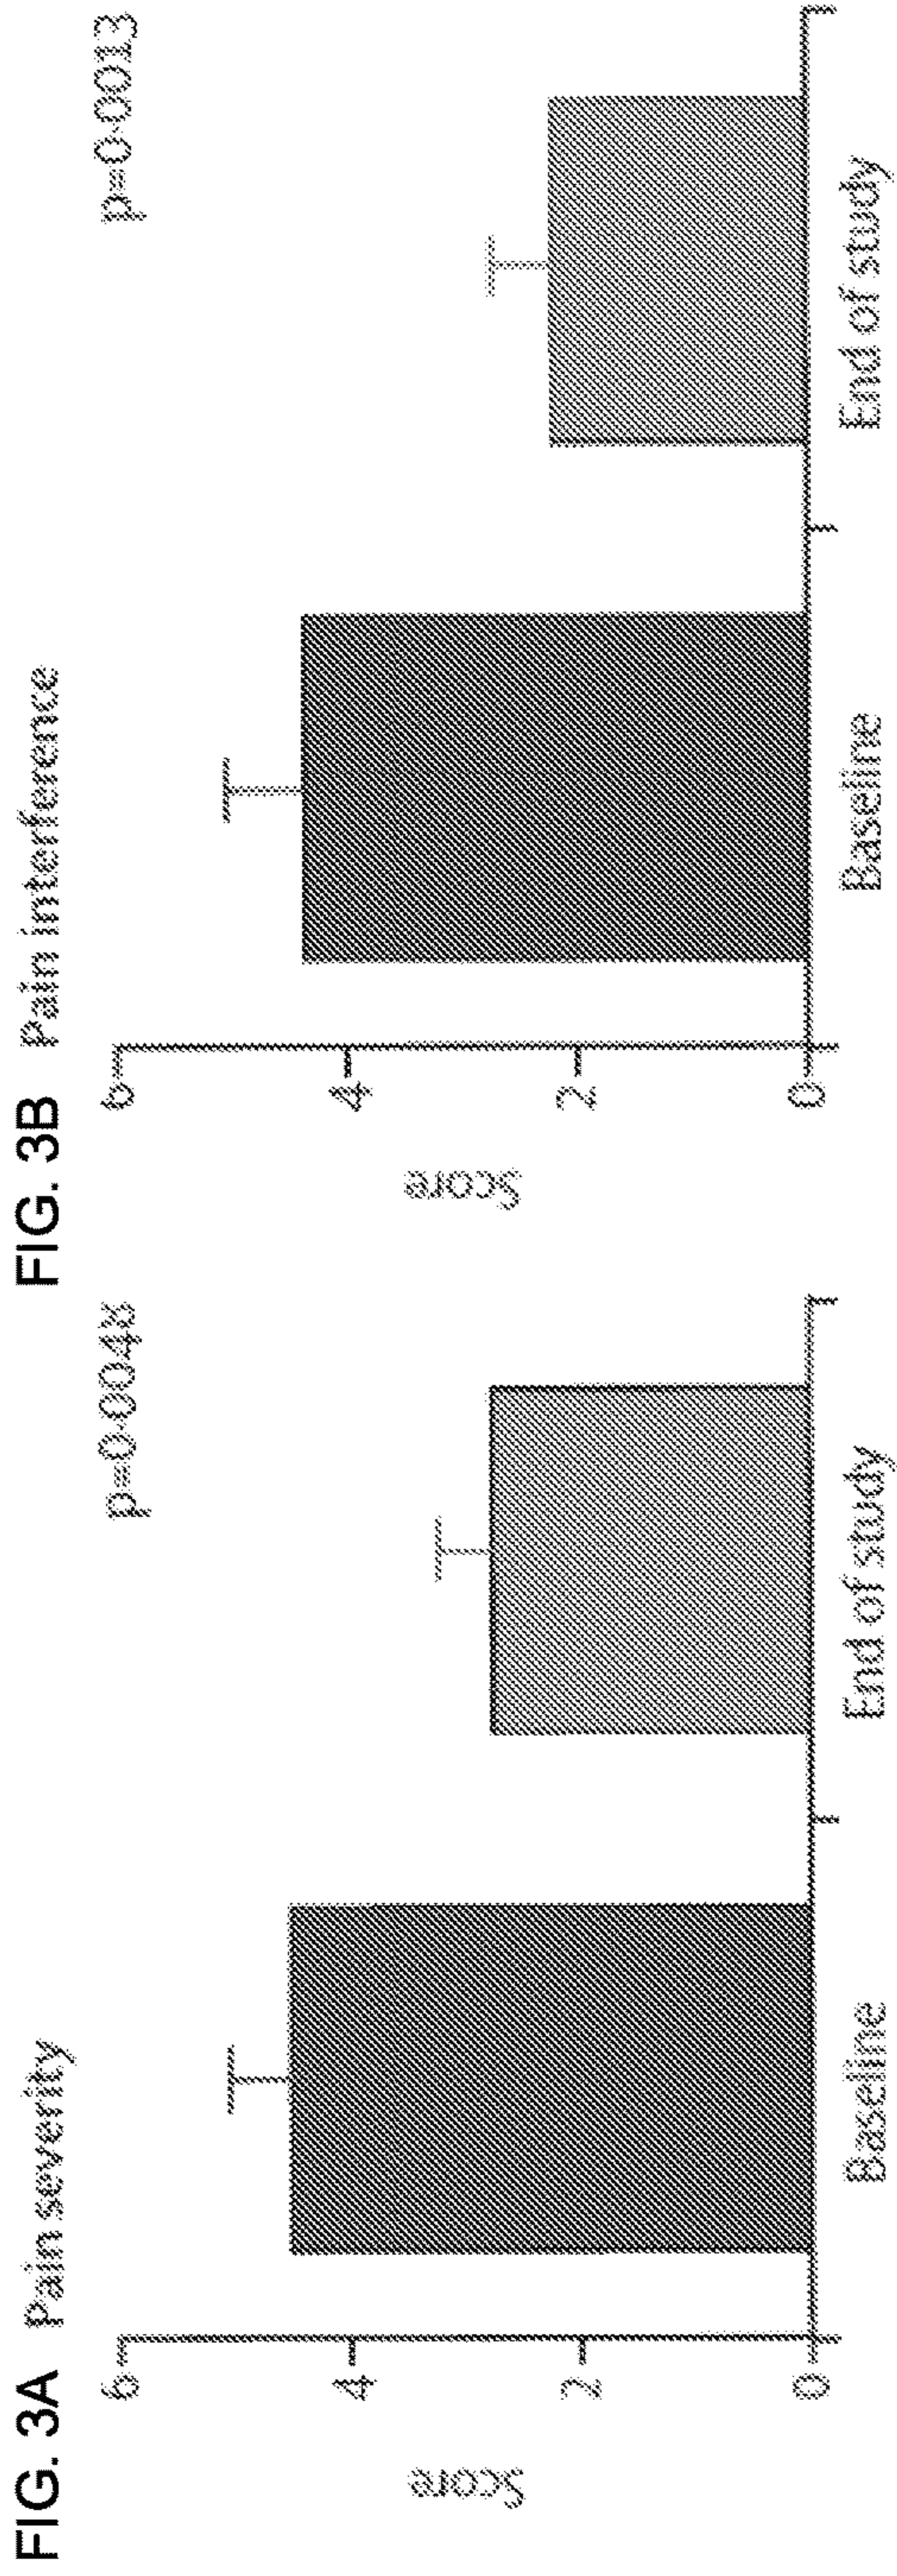 FIG. 3A Pain severity
p=0·0048
6
4
2
0
Score
Baseline
End of study
FIG. 3B Pain interference
p=0·0013
6
4
2
0
Score
Baseline
End of study